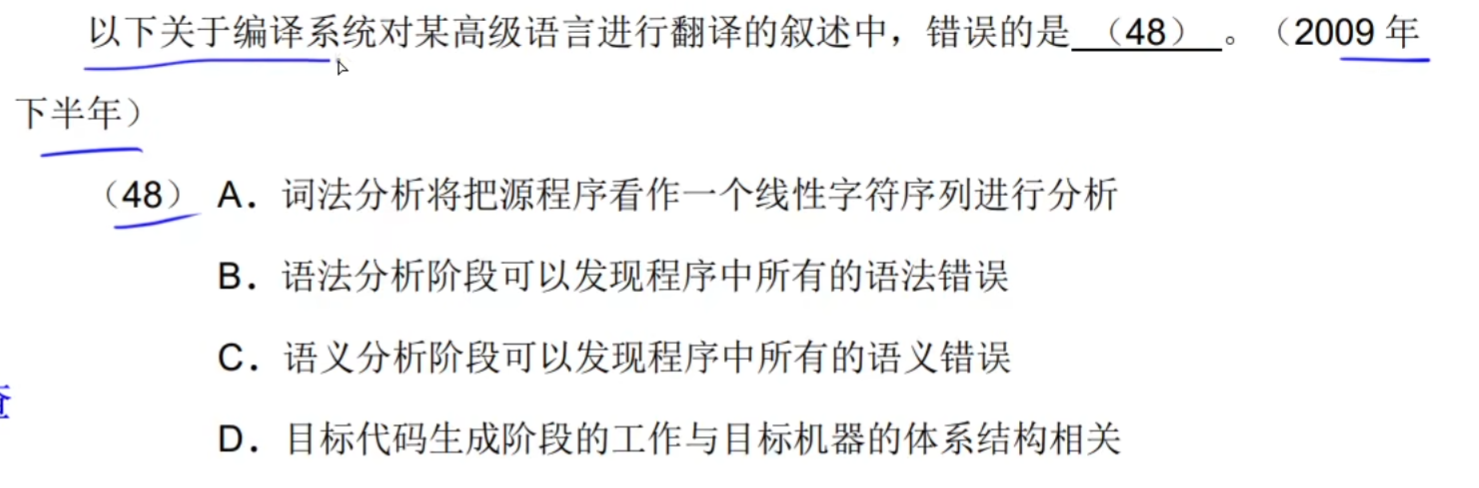 以下关于编译系统对某高级语言进行翻译的叙述中，错误的是（48）。（2009 年
下半年）
（48） A．词法分析将把源程序看作一个线性字符序列进行分析
B．语法分析阶段可以发现程序中所有的语法错误
C．语义分析阶段可以发现程序中所有的语义错误
D．目标代码生成阶段的工作与目标机器的体系结构相关